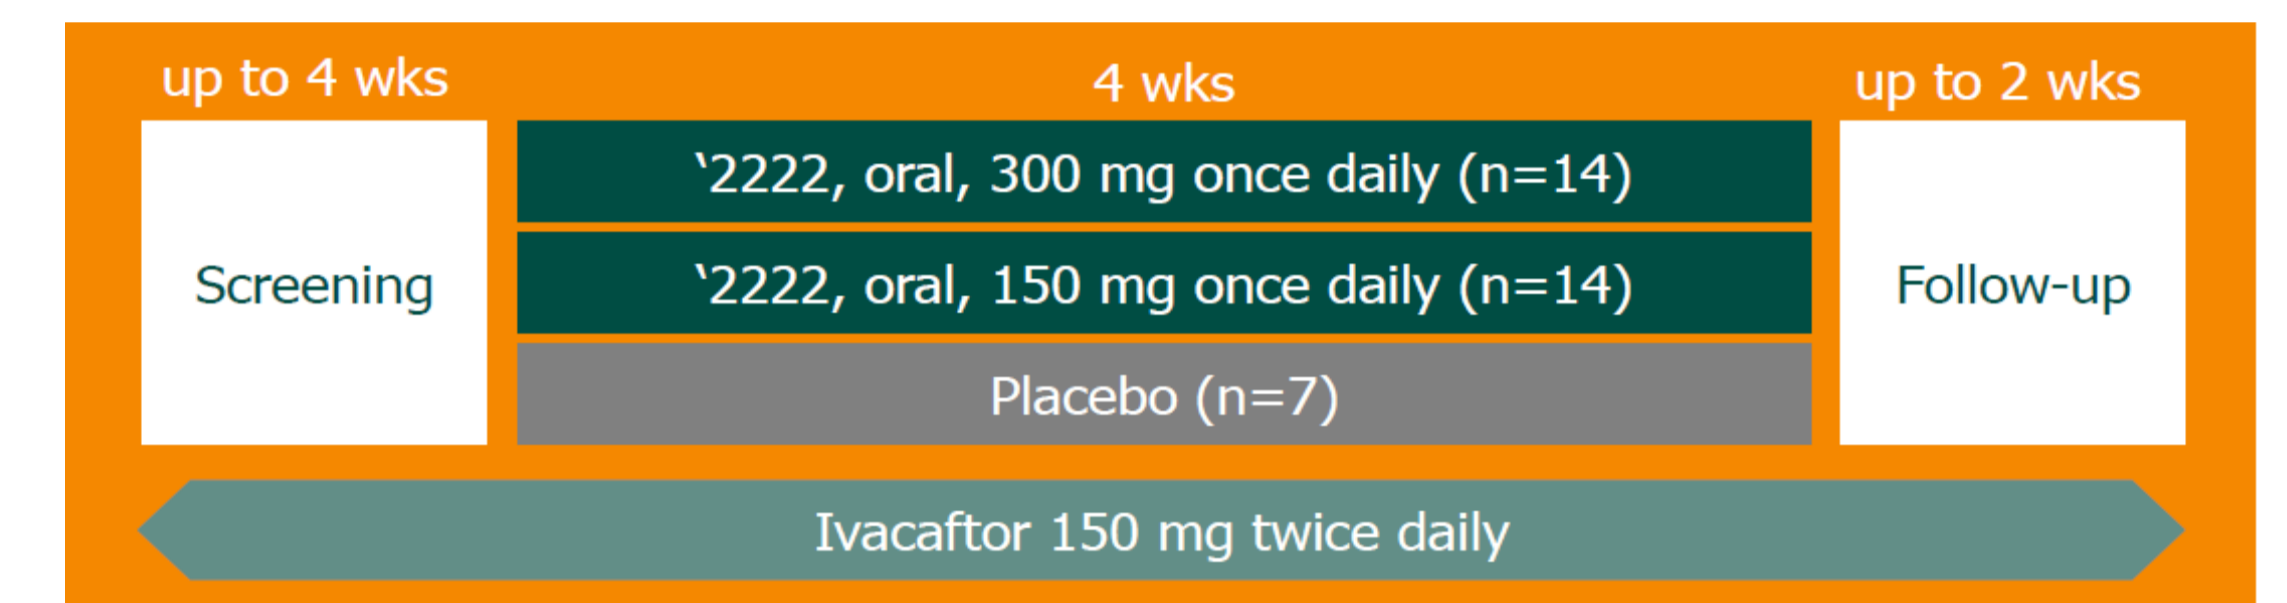 up to 4 wks
4 wks
up to 2 wks
Screening
‘2222, oral, 300 mg once daily (n=14)
‘2222, oral, 150 mg once daily (n=14)
Placebo (n=7)
Follow-up
Ivacaftor 150 mg twice daily